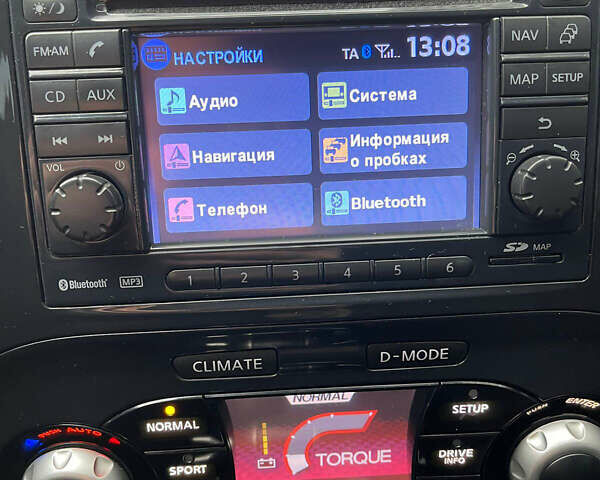 FM·AM
CD AUX
VOL
НАСТРОЙКИ TA 13:08
Аудио
Система
Навигация
Информация
о пробках
Телефон
Bluetooth
NAV
MAP SETUP
SD MAP
Bluetooth MP3
1 2 3 4 5 6
CLIMATE D-MODE
AUTO
NORMAL
SPORT
NORMAL
TORQUE
SETUP
DRIVE
INFO
PUSH ENTER